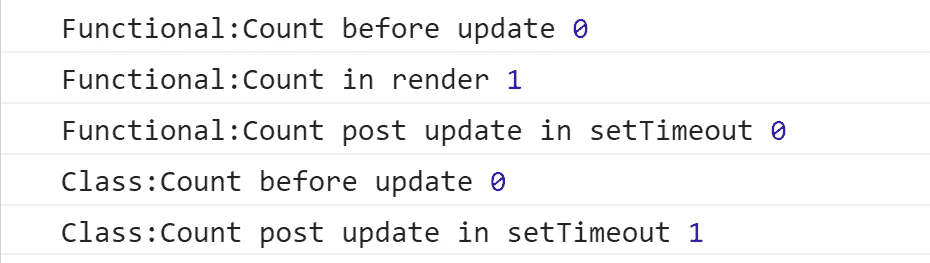 Functional:Count before update 0
Functional:Count in render 1
Functional:Count post update in setTimeout 0
Class:Count before update 0
Class:Count post update in setTimeout 1